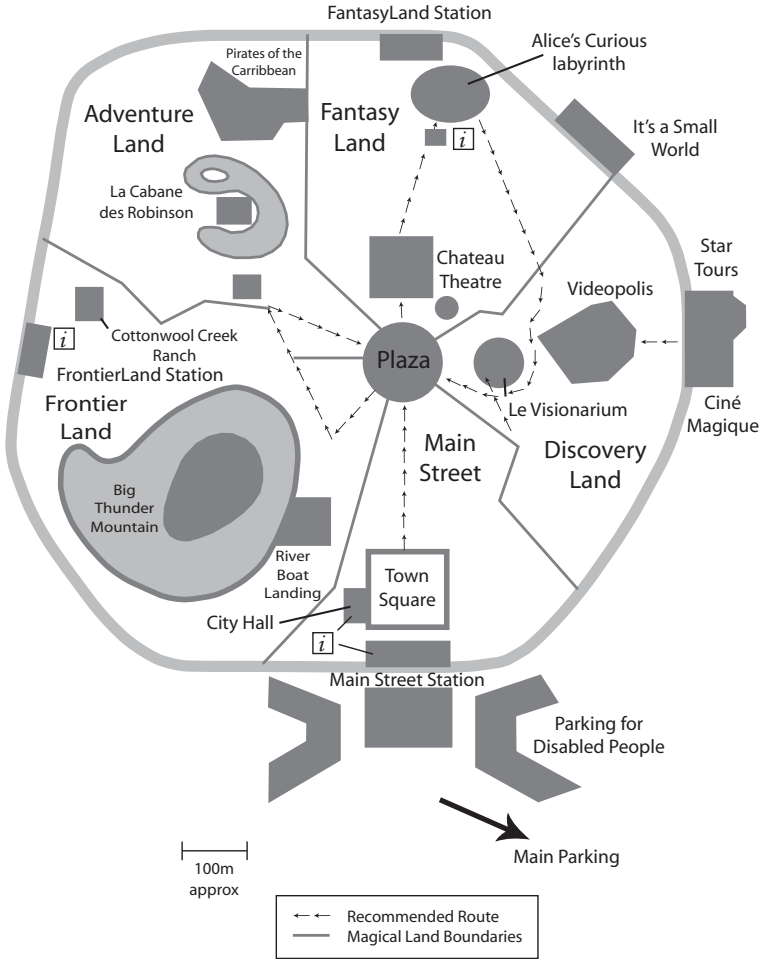 FantasyLand Station
Alice's Curious
labyrinth
Pirates of the
Carribbean
Adventure
Land
Fantasy
Land
i
It's a Small
World
La Cabane
des Robinson
Chateau
Theatre
Star
Tours
Videopolis
i
Cottonwool Creek
Ranch
FrontierLand Station
Plaza
Frontier
Land
Le Visionarium
Ciné
Magique
Main
Street
Discovery
Land
Big
Thunder
Mountain
River
Boat
Landing
Town
Square
City Hall
i
Main Street Station
Parking for
Disabled People
Main Parking
100m
approx
Recommended Route
Magical Land Boundaries